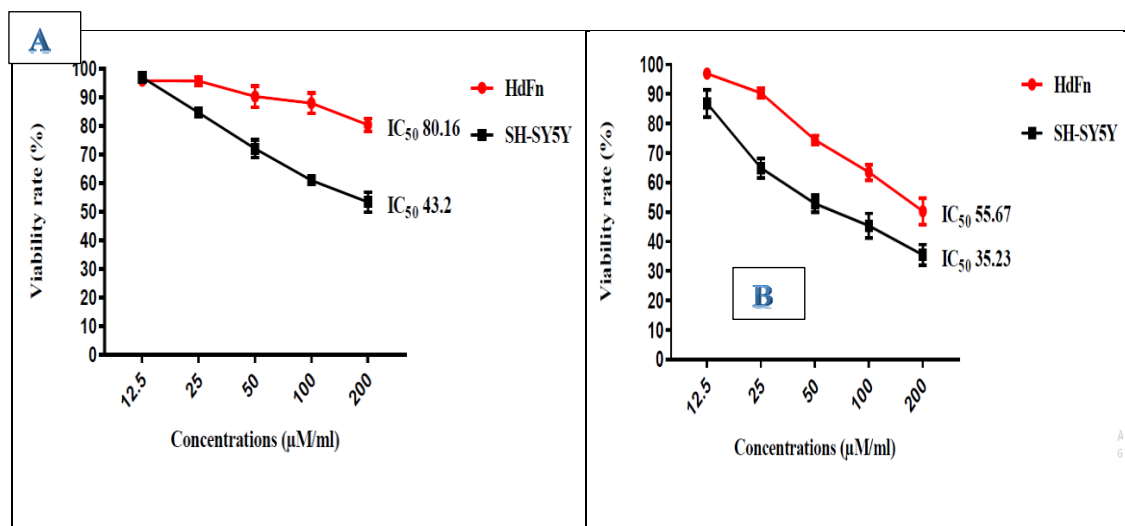 A
100
90
80
70
60
50
40
30
20
10
0
Viability rate (%)
12.5
25
50
100
200
Concentrations (µM/ml)
HdFn
SH-SY5Y
IC50 80.16
IC50 43.2
B
100
90
80
70
60
50
40
30
20
10
0
Viability rate (%)
12.5
25
50
100
200
Concentrations (µM/ml)
HdFn
SH-SY5Y
IC50 55.67
IC50 35.23
A
G